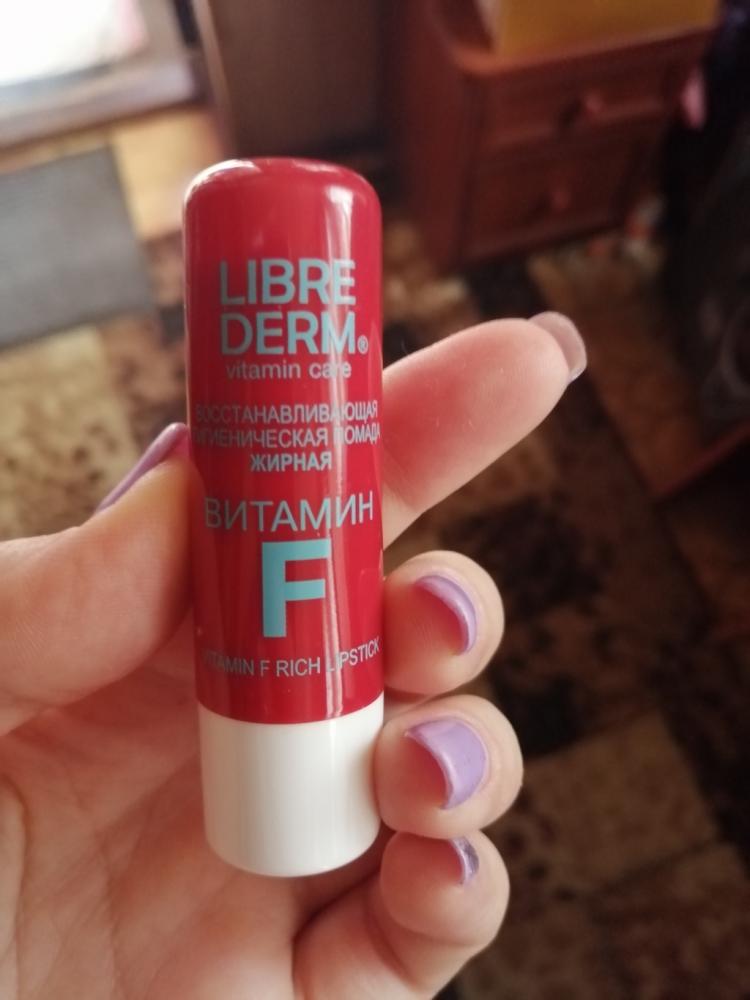 LIBRE
DERM®
vitamin care
ВОССТАНАВЛИВАЮЩАЯ
ГИГИЕНИЧЕСКАЯ ПОМАДА
ЖИРНАЯ
ВИТАМИН
F
VITAMIN F RICH LIPSTICK